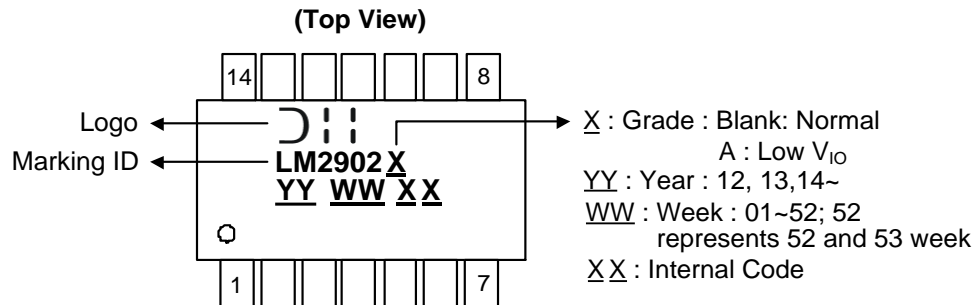 (Top View)
14
8
Logo
Marking ID
LM2902 X
YY WW X X
1
7
X : Grade : Blank: Normal
A : Low VIO
YY : Year : 12, 13,14~
WW : Week : 01~52; 52
represents 52 and 53 week
X X : Internal Code